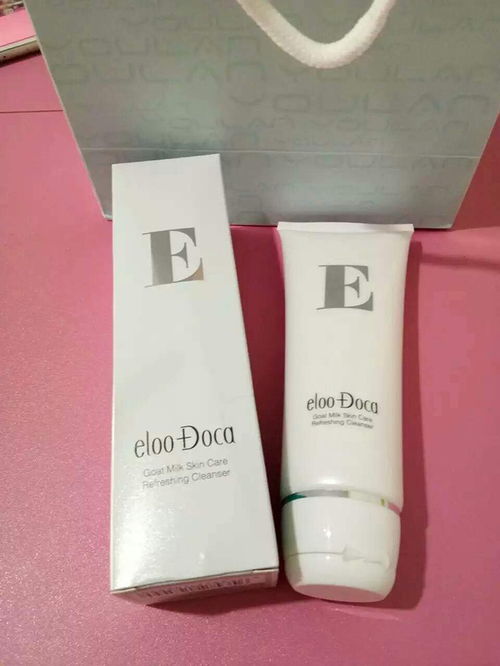 E
eloo Đoca
Goat Milk Skin Care
Refreshing Cleanser
E
eloo Đoca
Goat Milk Skin Care
Refreshing Cleanser